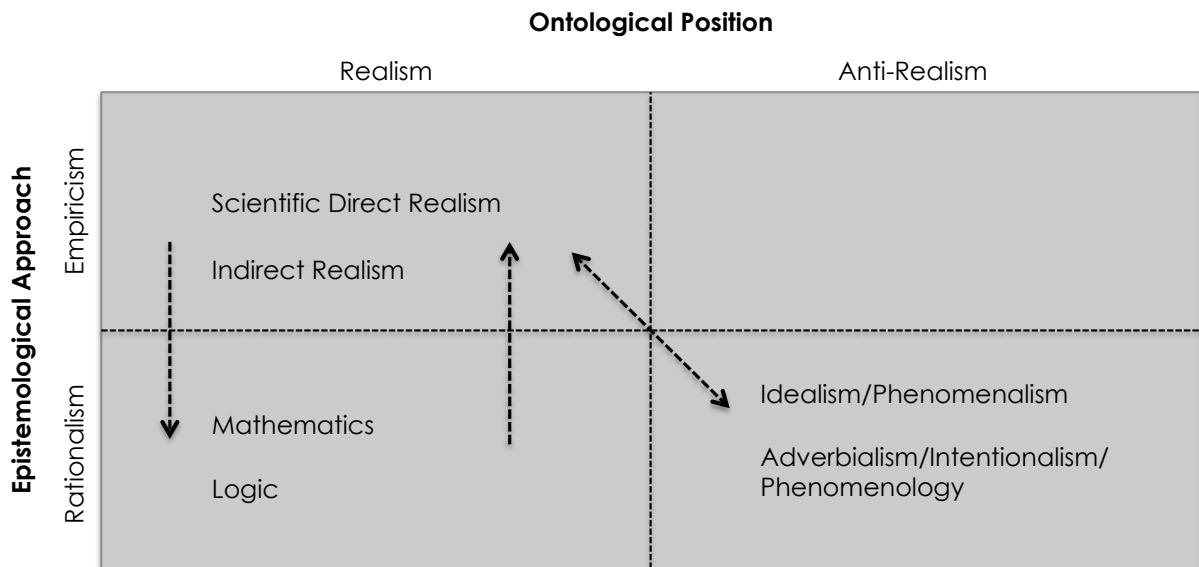 Ontological Position
Realism
Anti-Realism
Epistemological Approach
Empiricism
Scientific Direct Realism
Indirect Realism
Rationalism
Mathematics
Logic
Idealism/Phenomenalism
Adverbialism/Intentionalism/
Phenomenology